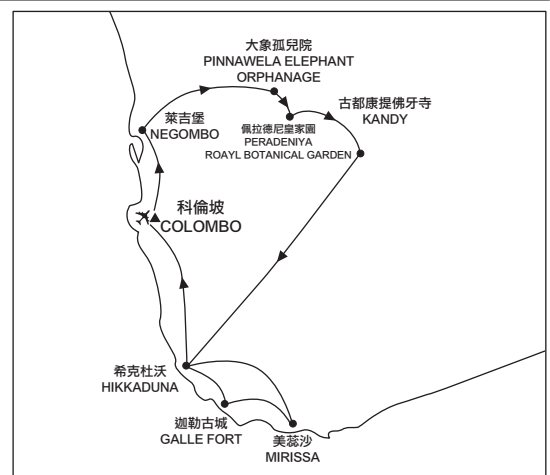 大象孤兒院
PINNAWELA ELEPHANT
ORPHANAGE
古都康提佛牙寺
KANDY
萊吉堡
NEGOMBO
佩拉德尼皇家園
PERADENIYA
ROAYL BOTANICAL GARDEN
科倫坡
COLOMBO
希克杜沃
HIKKADUNA
迦勒古城
GALLE FORT
美蕊沙
MIRISSA